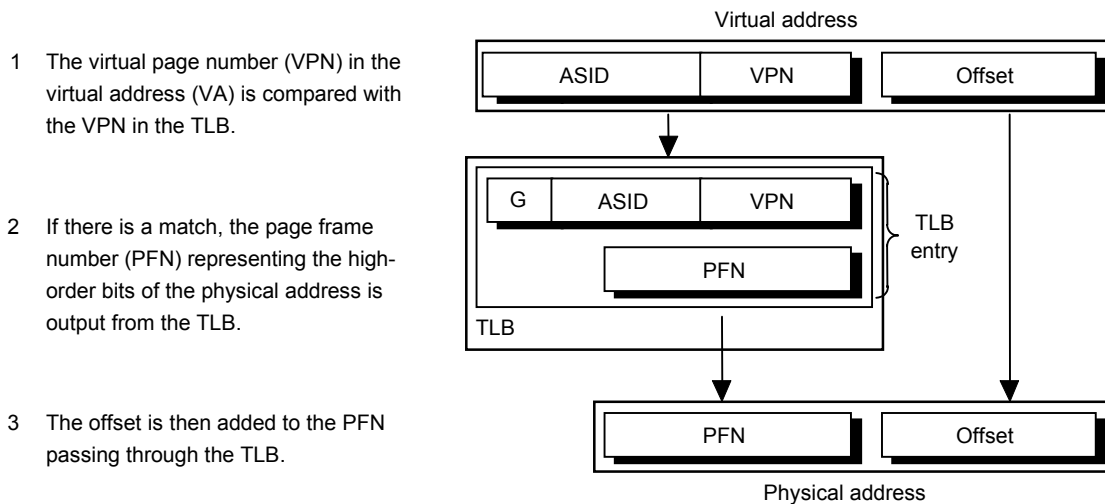 Virtual address
1 The virtual page number (VPN) in the
virtual address (VA) is compared with
the VPN in the TLB.
ASID VPN Offset
2 If there is a match, the page frame
number (PFN) representing the high-
order bits of the physical address is
output from the TLB.
G ASID VPN
TLB
entry
PFN
TLB
3 The offset is then added to the PFN
passing through the TLB.
PFN Offset
Physical address